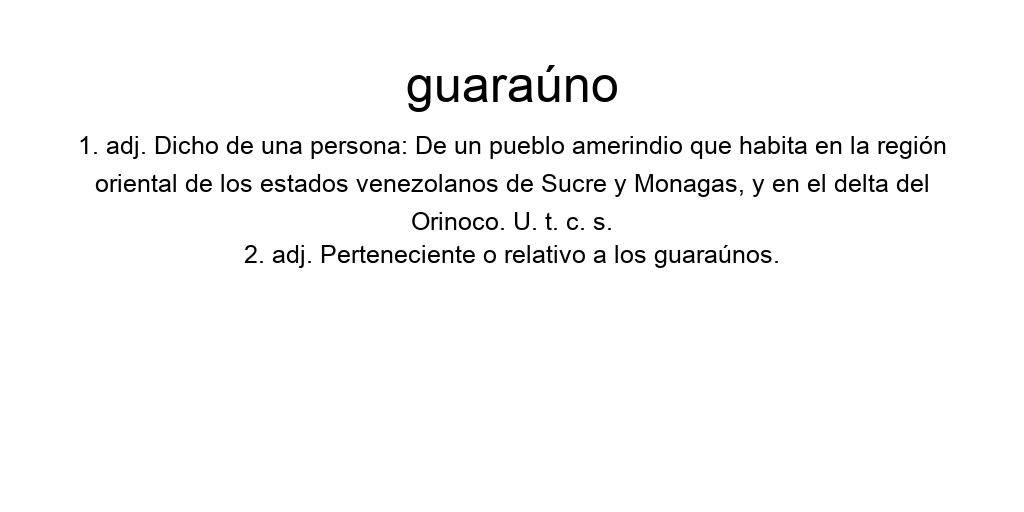 guaraúno
1. adj. Dicho de una persona: De un pueblo amerindio que habita en la región
oriental de los estados venezolanos de Sucre y Monagas, y en el delta del
Orinoco. U. t. c. s.
2. adj. Perteneciente o relativo a los guaraúnos.